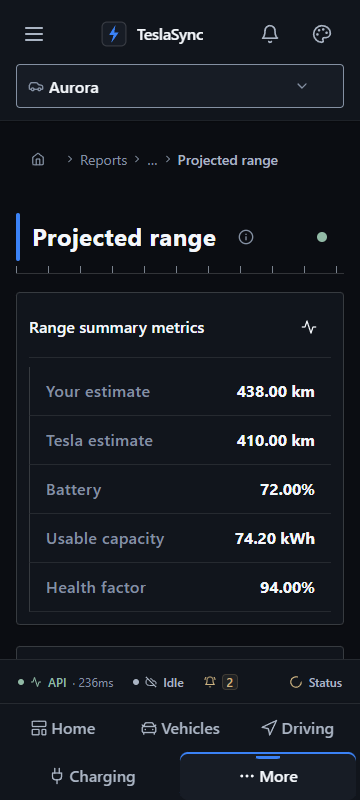 TeslaSync
Aurora
Reports ... Projected range
Projected range
Range summary metrics
Your estimate 438.00 km
Tesla estimate 410.00 km
Battery 72.00%
Usable capacity 74.20 kWh
Health factor 94.00%
API · 236ms Idle 2 Status
Home Vehicles Driving
Charging More